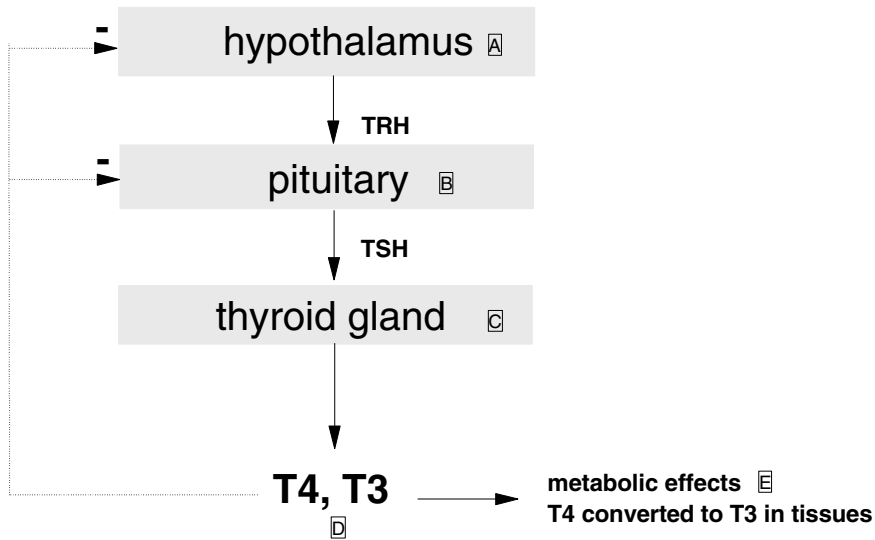 - hypothalamus A
TRH
- pituitary B
TSH
thyroid gland C
T4, T3
D
metabolic effects E
T4 converted to T3 in tissues